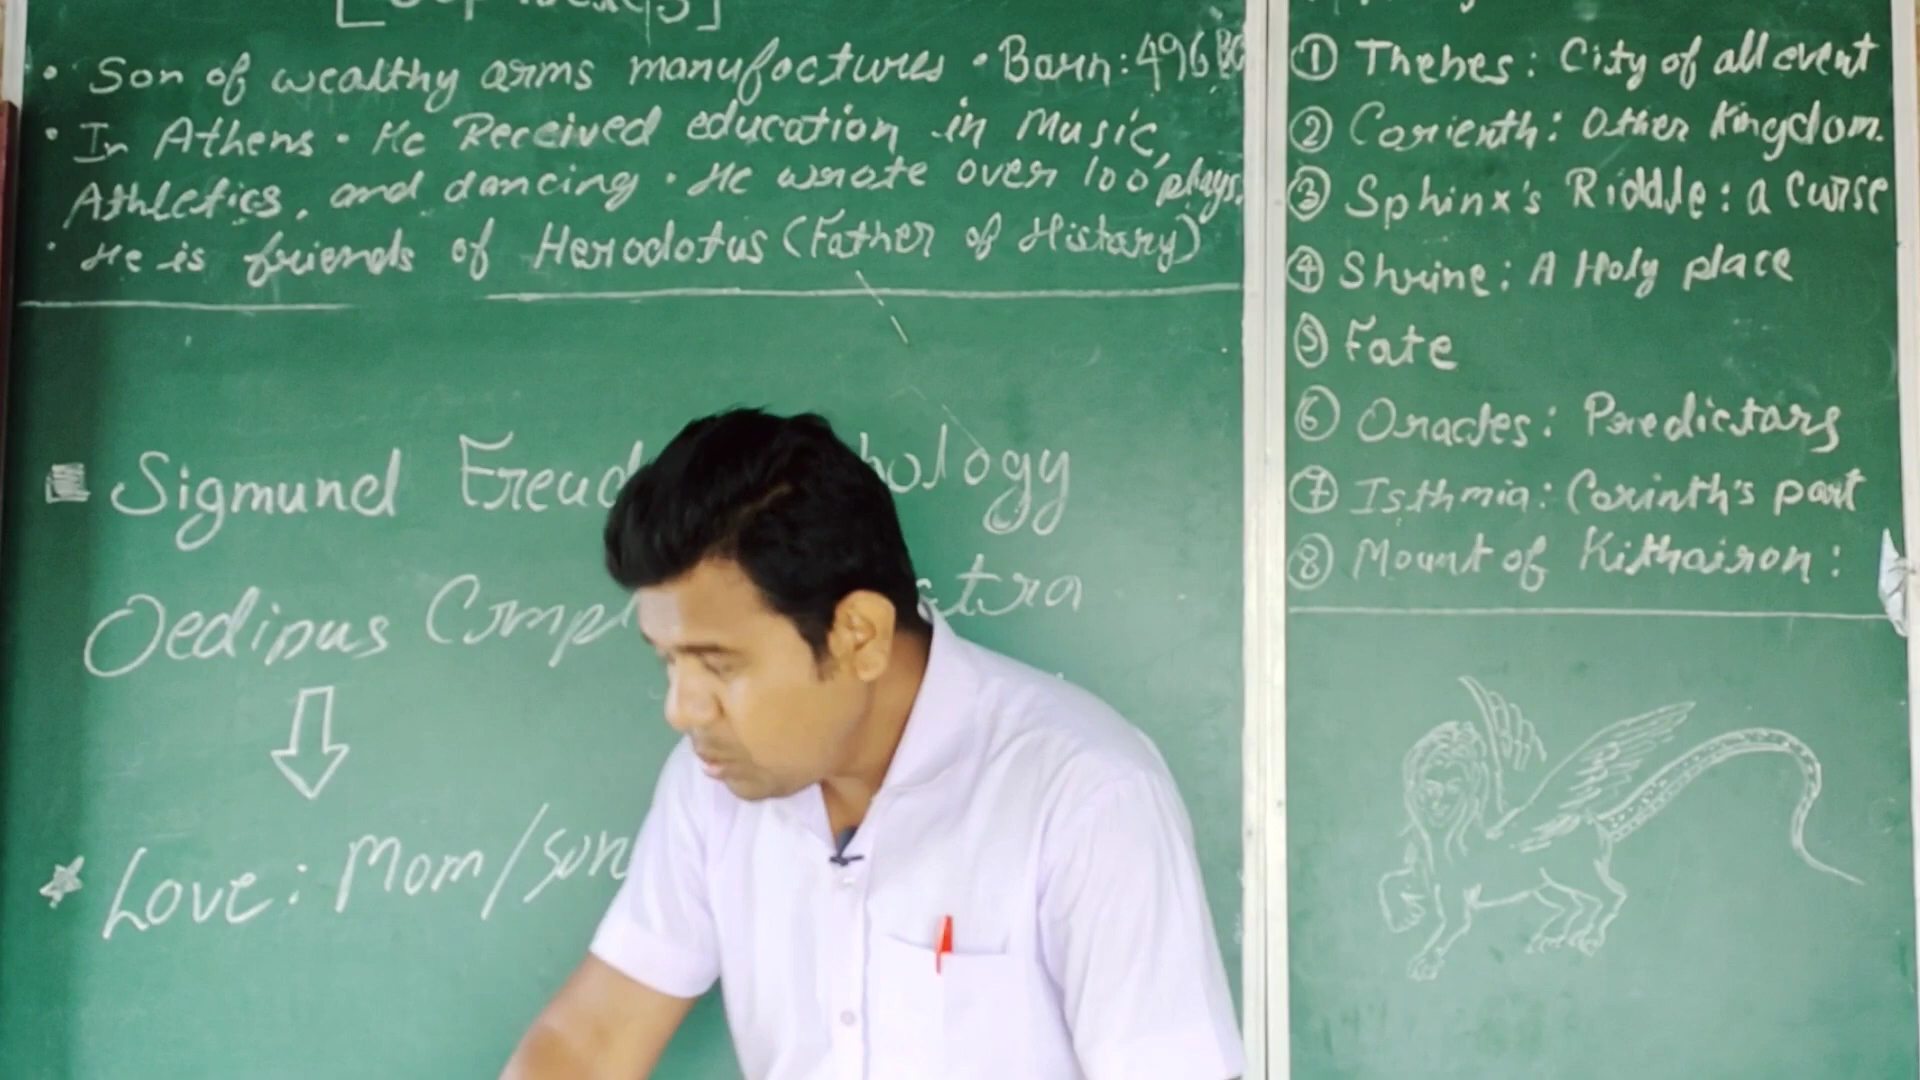 • Son of wealthy arms manufactures • Born: 496 BC
• In Athens • He Received education in Music,
Athletics, and dancing • He wrote over 100 plays.
• He is friends of Herodotus (Father of History)
Sigmund Freud
Oedipus
Love: Mom/son
① Thebes: City of all event
② Corienth: Other Kingdom.
③ Sphinx's Riddle: a Curse
④ Shrine: A Holy place
⑤ Fate
⑥ Oracles: Predictors
⑦ Isthmia: Corinth's part
⑧ Mount of Kithairon: